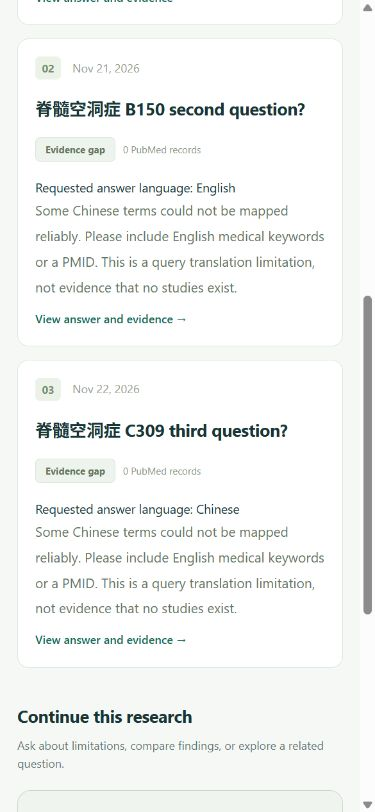 View answer and evidence →
02
Nov 21, 2026
脊髓空洞症 B150 second question?
Evidence gap
0 PubMed records
Requested answer language: English
Some Chinese terms could not be mapped
reliably. Please include English medical keywords
or a PMID. This is a query translation limitation,
not evidence that no studies exist.
View answer and evidence →
03
Nov 22, 2026
脊髓空洞症 C309 third question?
Evidence gap
0 PubMed records
Requested answer language: Chinese
Some Chinese terms could not be mapped
reliably. Please include English medical keywords
or a PMID. This is a query translation limitation,
not evidence that no studies exist.
View answer and evidence →
Continue this research
Ask about limitations, compare findings, or explore a related
question.